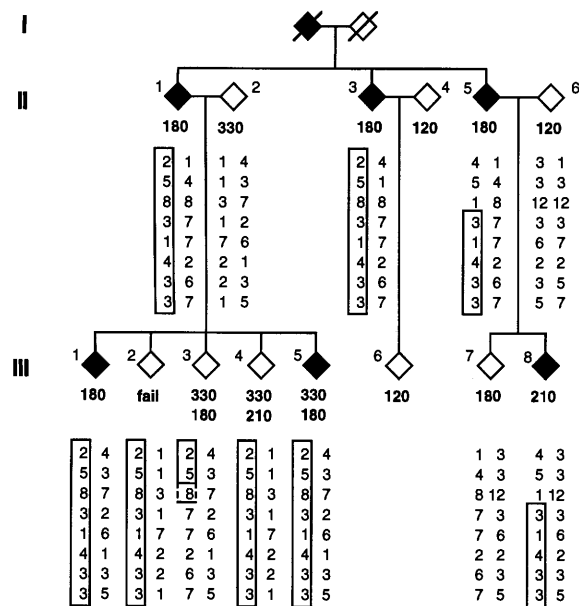 I
II
1 2 3 4 5 6
180 330 180 120 180 120
2 1 1 4 2 4 4 1 3 1
5 4 1 3 5 1 5 4 3 3
8 8 3 7 8 8 1 8 12 12
3 7 1 2 3 7 3 7 3 3
1 7 7 6 1 7 1 7 6 7
4 2 2 1 4 2 4 2 2 2
3 6 2 3 3 6 3 6 3 5
3 7 1 5 3 7 3 7 5 7
III
1 2 3 4 5 6 7 8
180 fail 330 330 330 120 180 210
180 210 180
2 4 2 1 2 4 2 1 2 4 1 3 4 3
5 3 5 1 5 3 5 1 5 3 4 3 5 3
8 7 8 3 8 7 8 3 8 7 8 12 1 12
3 2 3 1 7 2 3 1 3 2 7 3 3 3
1 6 1 7 7 6 1 7 1 6 7 6 1 6
4 1 4 2 2 1 4 2 4 1 2 2 4 2
3 3 3 2 6 3 3 2 3 3 6 3 3 3
3 5 3 1 7 5 3 1 3 5 7 5 3 5